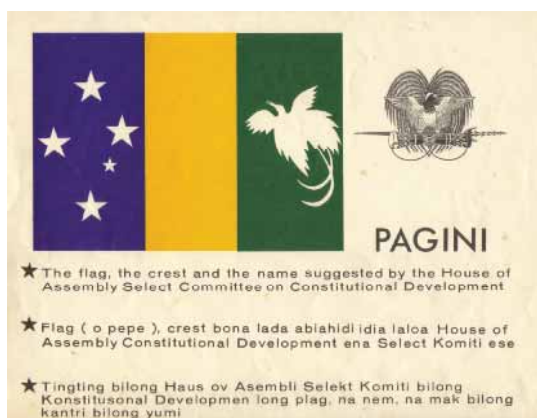 PAGINI
★ The flag, the crest and the name suggested by the House of
Assembly Select Committee on Constitutional Development
★ Flag ( o pepe ), crest bona lada abiahidi idia laloa House of
Assembly Constitutional Development ena Select Komiti ese
★ Tingting bilong Haus ov Asembli Selekt Komiti bilong
Konstitusonal Developmen long plag, na nem, na mak bilong
kantri bilong yumi